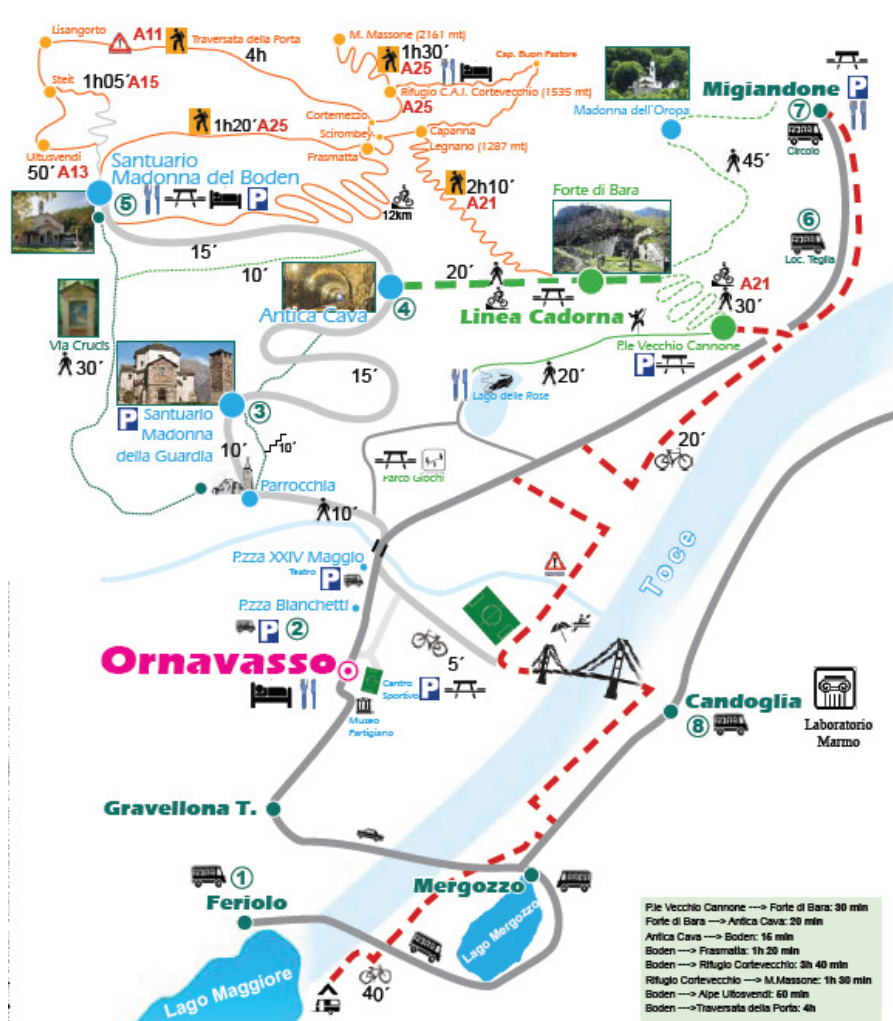 Lisangorto
A11
Traversata della Porta
4h
M. Massone (2161 mt)
1h30´
A25
Cap. Buon Pastore
Rifugio C.A.I. Cortevecchio (1535 mt)
A25
Steit
1h05´A15
Cortemezzo
Scirombey
Frasmatta
Capanna
Legnano (1287 mt)
1h20´A25
Ultusvendi
50´A13
Santuario
Madonna del Boden
5
P
12km
2h10´
A21
Madonna dell'Oropa
Migiandone
7
P
Circolo
45´
6
Loc. Teglia
Forte di Bara
15´
10´
20´
Antica Cava
4
Linea Cadorna
A21
30´
P.le Vecchio Cannone
P
Via Crucis
30´
15´
20´
Lago delle Rose
P
Santuario
Madonna
della Guardia
3
10´
10´
Parrocchia
10´
Parco Giochi
20´
Toce
P.zza XXIV Maggio
Teatro
P
P.zza Bianchetti
P
2
5´
Ornavasso
Centro
Sportivo
P
Museo
Partigiano
Candoglia
8
Laboratorio
Marmo
Gravellona T.
1
Feriolo
Mergozzo
Lago Mergozzo
Lago Maggiore
40´
P.le Vecchio Cannone ---> Forte di Bara: 30 min
Forte di Bara ---> Antica Cava: 20 min
Antica Cava ---> Boden: 15 min
Boden ---> Frasmatta: 1h 20 min
Boden ---> Rifugio Cortevecchio: 3h 40 min
Rifugio Cortevecchio ---> M.Massone: 1h 30 min
Boden ---> Alpe Ultosvendi: 50 min
Boden ---> Traversata della Porta: 4h